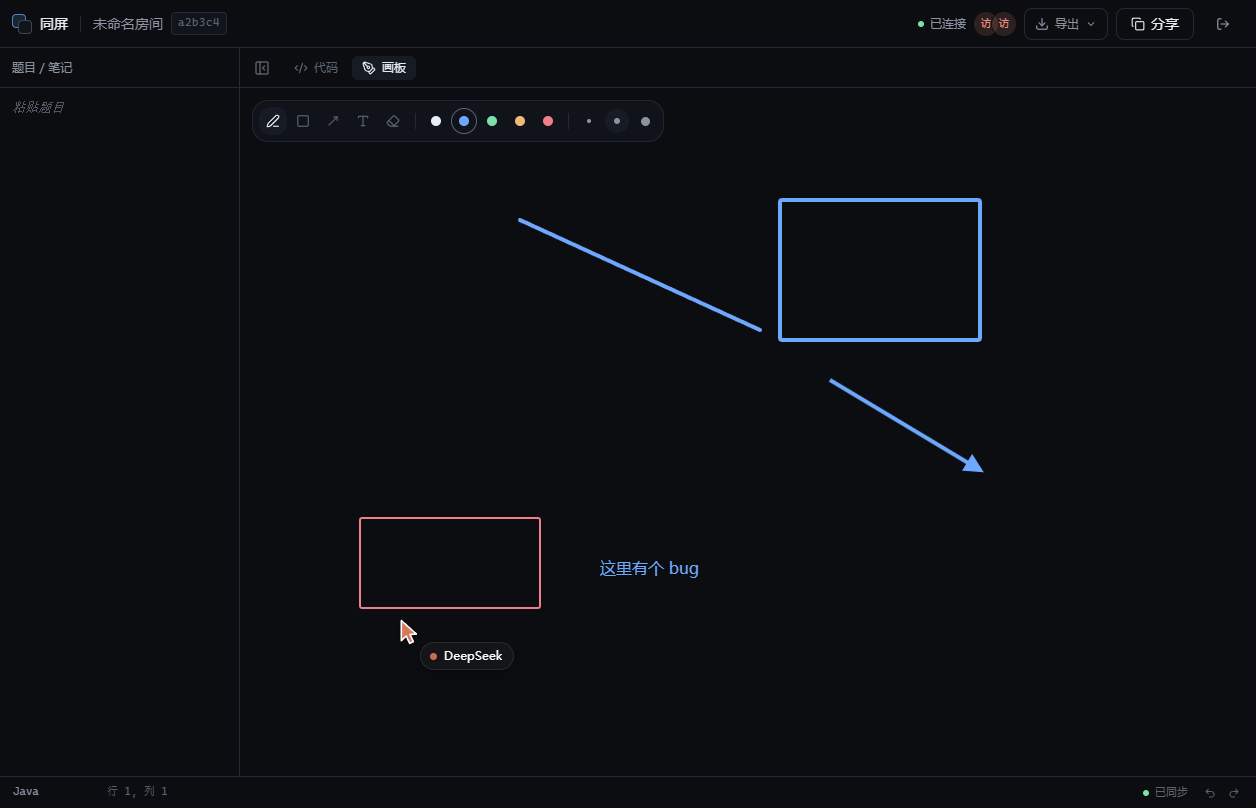 同屏 未命名房间 a2b3c4 已连接 访 访 导出 分享
题目 / 笔记 代码 画板
粘贴题目
这里有个 bug
DeepSeek
Java 行 1, 列 1 已同步